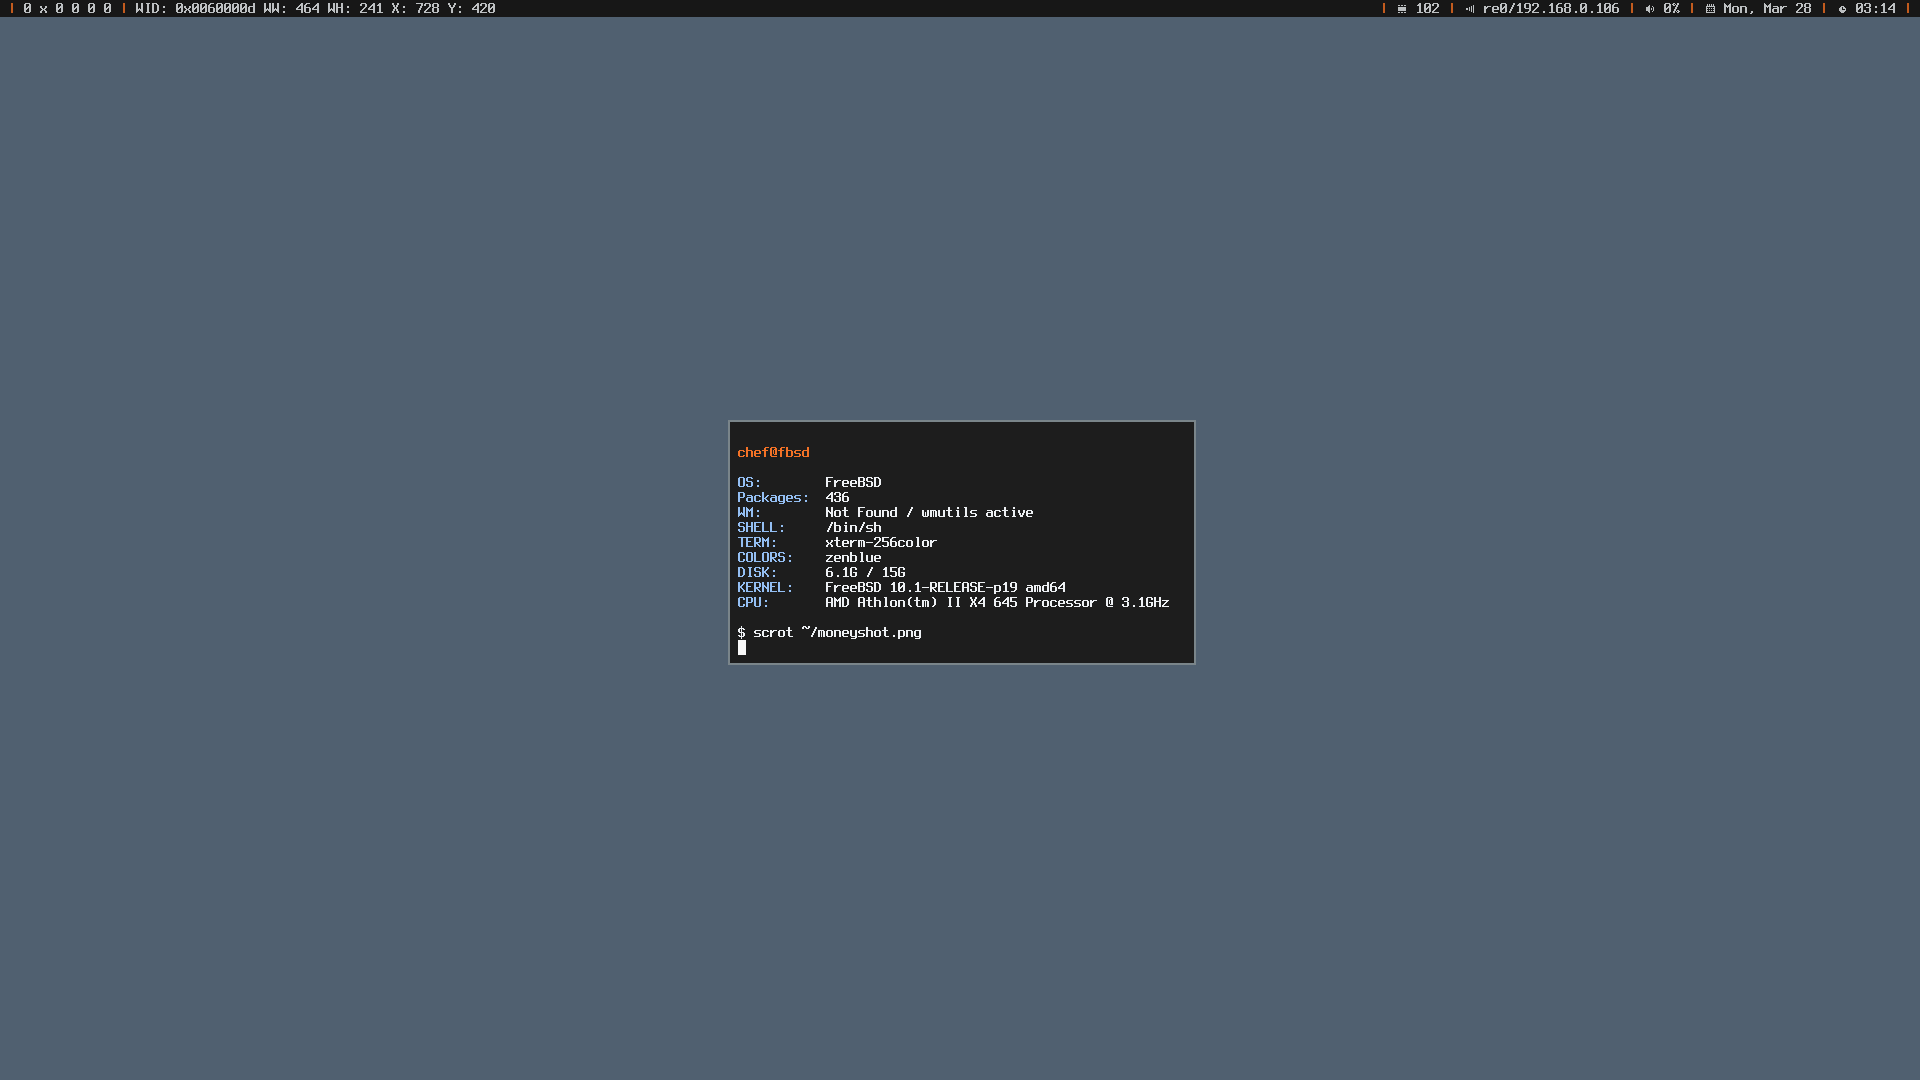 | 0 x 0 0 0 0 | WID: 0x0060000d WW: 464 WH: 241 X: 728 Y: 420
| 102 | re0/192.168.0.106 | 0% | Mon, Mar 28 | 03:14 |
chef@fbsd
OS: FreeBSD
Packages: 436
WM: Not Found / wmutils active
SHELL: /bin/sh
TERM: xterm-256color
COLORS: zenblue
DISK: 6.1G / 15G
KERNEL: FreeBSD 10.1-RELEASE-p19 amd64
CPU: AMD Athlon(tm) II X4 645 Processor @ 3.1GHz
$ scrot ~/moneyshot.png